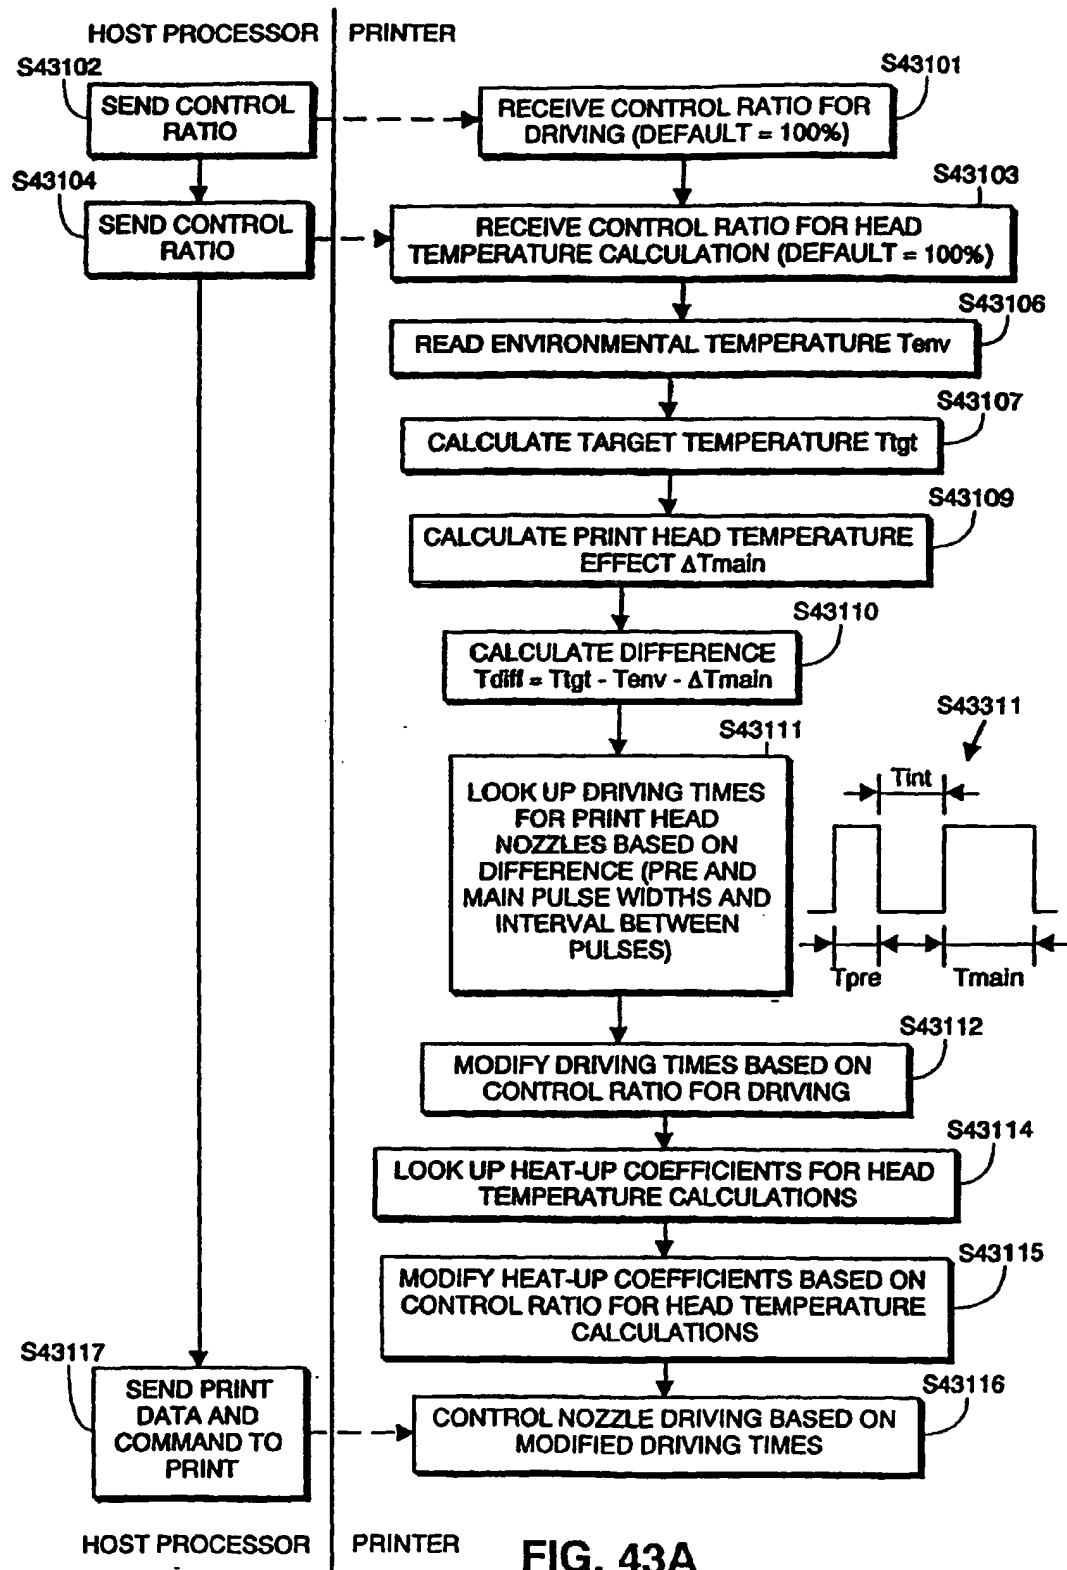 HOST PROCESSOR
PRINTER
S43102
SEND CONTROL
RATIO
S43101
RECEIVE CONTROL RATIO FOR
DRIVING (DEFAULT = 100%)
S43104
SEND CONTROL
RATIO
S43103
RECEIVE CONTROL RATIO FOR HEAD
TEMPERATURE CALCULATION (DEFAULT = 100%)
S43106
READ ENVIRONMENTAL TEMPERATURE Tenv
S43107
CALCULATE TARGET TEMPERATURE Ttgt
S43109
CALCULATE PRINT HEAD TEMPERATURE
EFFECT ΔTmain
S43110
CALCULATE DIFFERENCE
Tdiff = Ttgt - Tenv - ΔTmain
S43111
LOOK UP DRIVING TIMES
FOR PRINT HEAD
NOZZLES BASED ON
DIFFERENCE (PRE AND
MAIN PULSE WIDTHS AND
INTERVAL BETWEEN
PULSES)
S43311
Tint
Tpre
Tmain
S43112
MODIFY DRIVING TIMES BASED ON
CONTROL RATIO FOR DRIVING
S43114
LOOK UP HEAT-UP COEFFICIENTS FOR HEAD
TEMPERATURE CALCULATIONS
S43115
MODIFY HEAT-UP COEFFICIENTS BASED ON
CONTROL RATIO FOR HEAD TEMPERATURE
CALCULATIONS
S43117
SEND PRINT
DATA AND
COMMAND TO
PRINT
S43116
CONTROL NOZZLE DRIVING BASED ON
MODIFIED DRIVING TIMES
HOST PROCESSOR
PRINTER
FIG. 43A